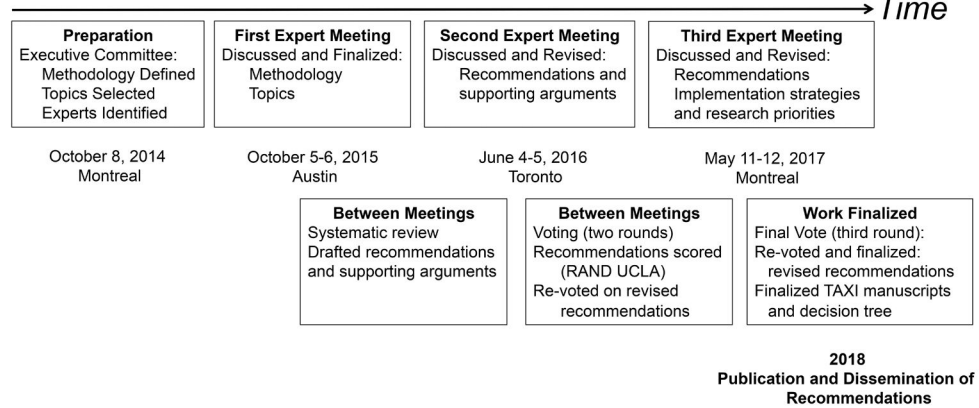 Time
Preparation
Executive Committee:
Methodology Defined
Topics Selected
Experts Identified
First Expert Meeting
Discussed and Finalized:
Methodology
Topics
Second Expert Meeting
Discussed and Revised:
Recommendations and
supporting arguments
Third Expert Meeting
Discussed and Revised:
Recommendations
Implementation strategies
and research priorities
October 8, 2014
Montreal
October 5-6, 2015
Austin
June 4-5, 2016
Toronto
May 11-12, 2017
Montreal
Between Meetings
Systematic review
Drafted recommendations
and supporting arguments
Between Meetings
Voting (two rounds)
Recommendations scored
(RAND UCLA)
Re-voted on revised
recommendations
Work Finalized
Final Vote (third round):
Re-voted and finalized:
revised recommendations
Finalized TAXI manuscripts
and decision tree
2018
Publication and Dissemination of
Recommendations